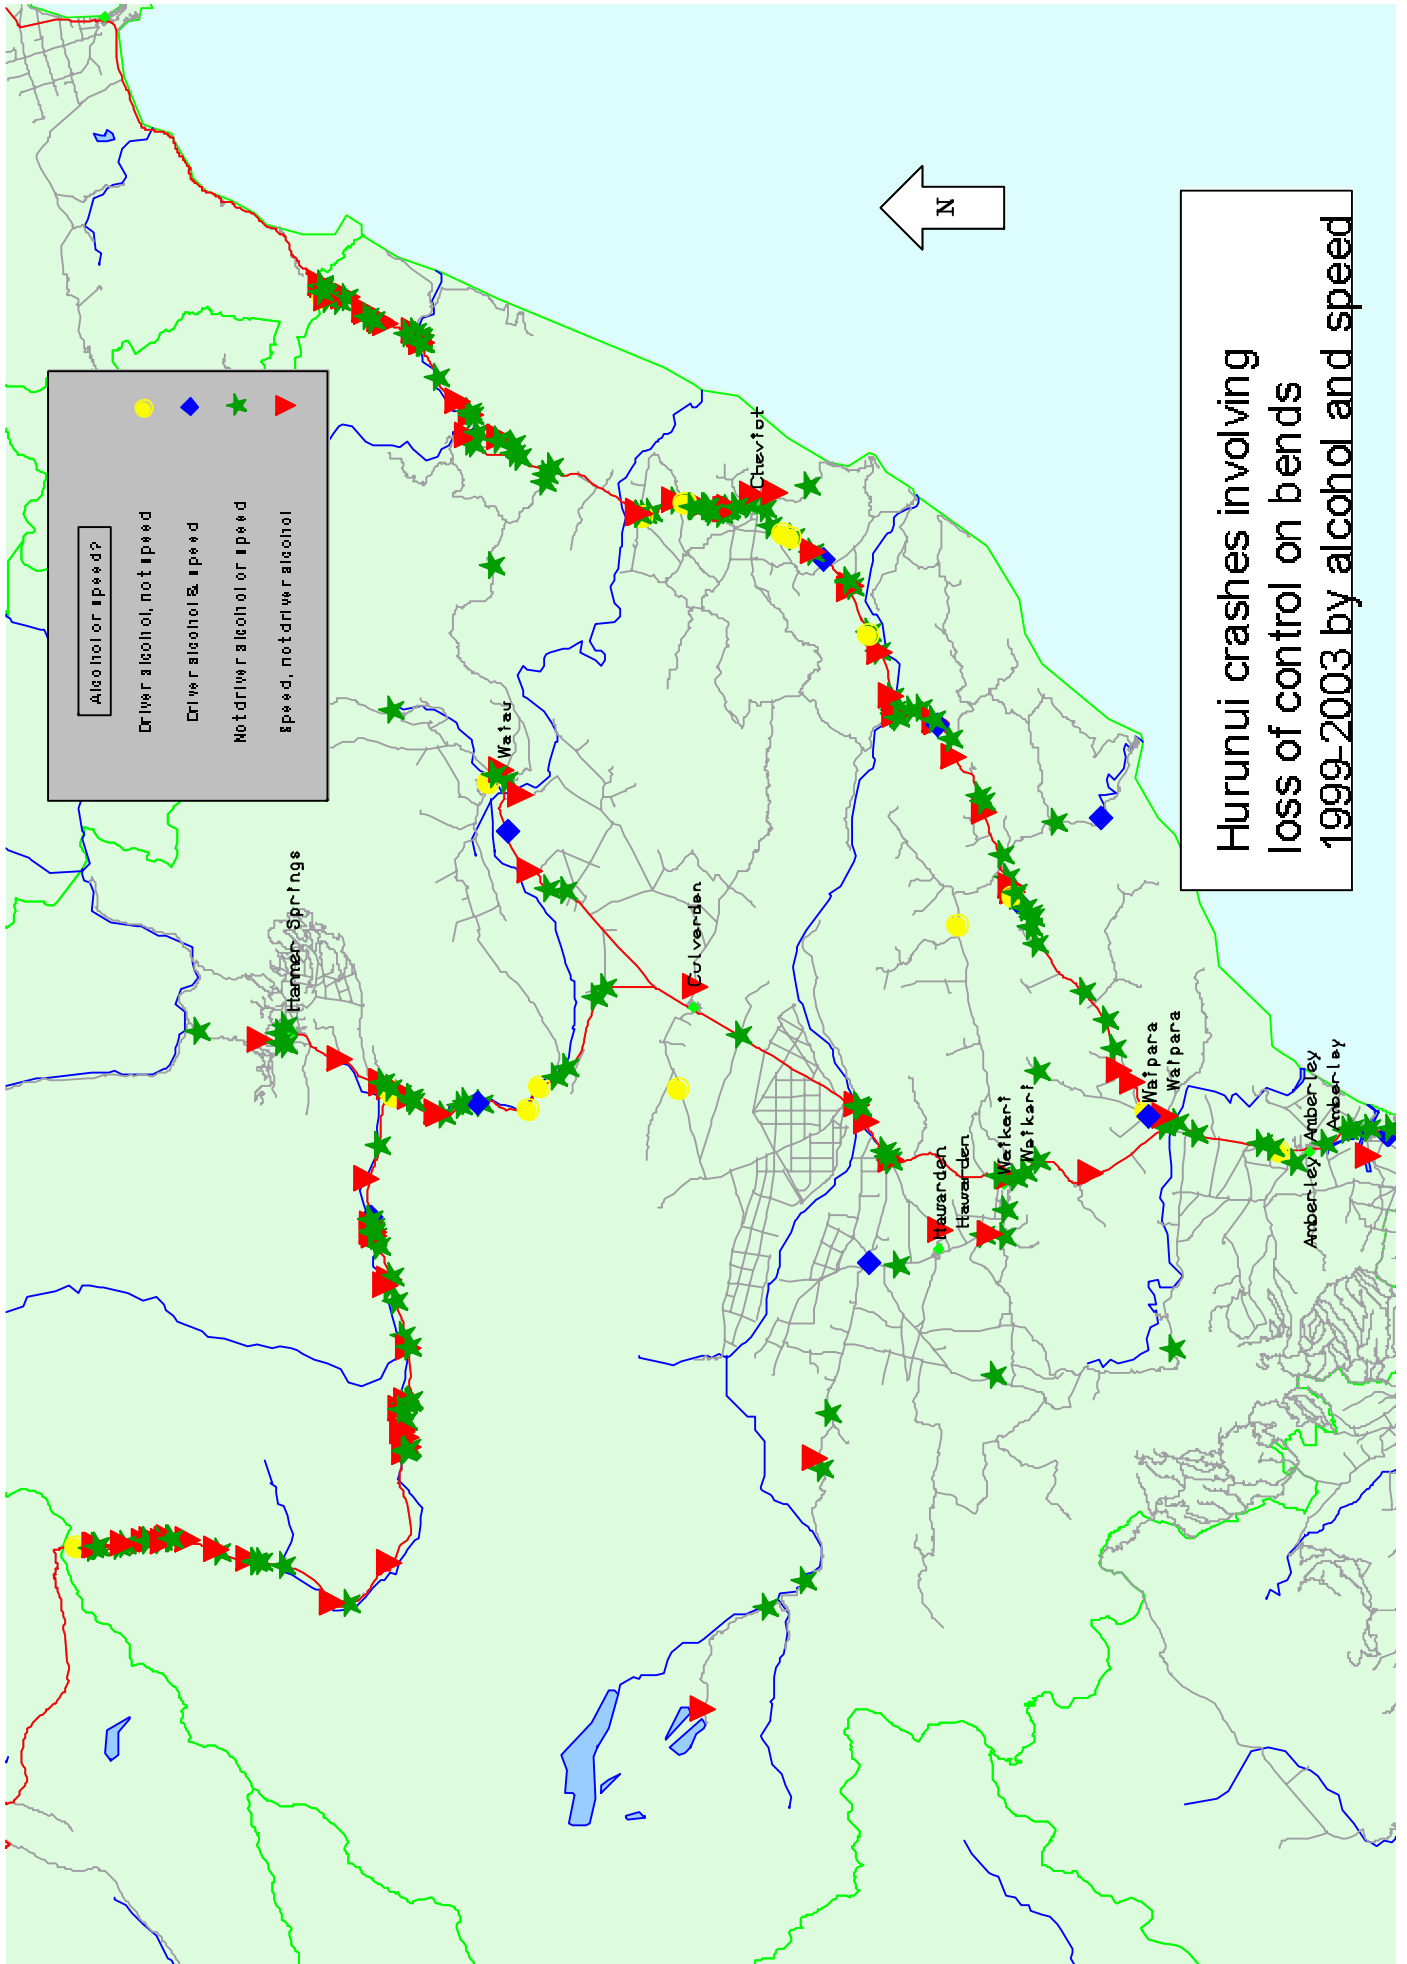 Alcohol or speed?
Driver alcohol, not speed
Driver alcohol & speed
Not driver alcohol or speed
Speed, not driver alcohol
N
Hanmer Springs
Waiau
Cheviot
Culverden
Hawarden
Hawarden
Waikari
Waikari
Waipara
Waipara
Amberley
Amberley
Amberley
Hurunui crashes involving
loss of control on bends
1999-2003 by alcohol and speed